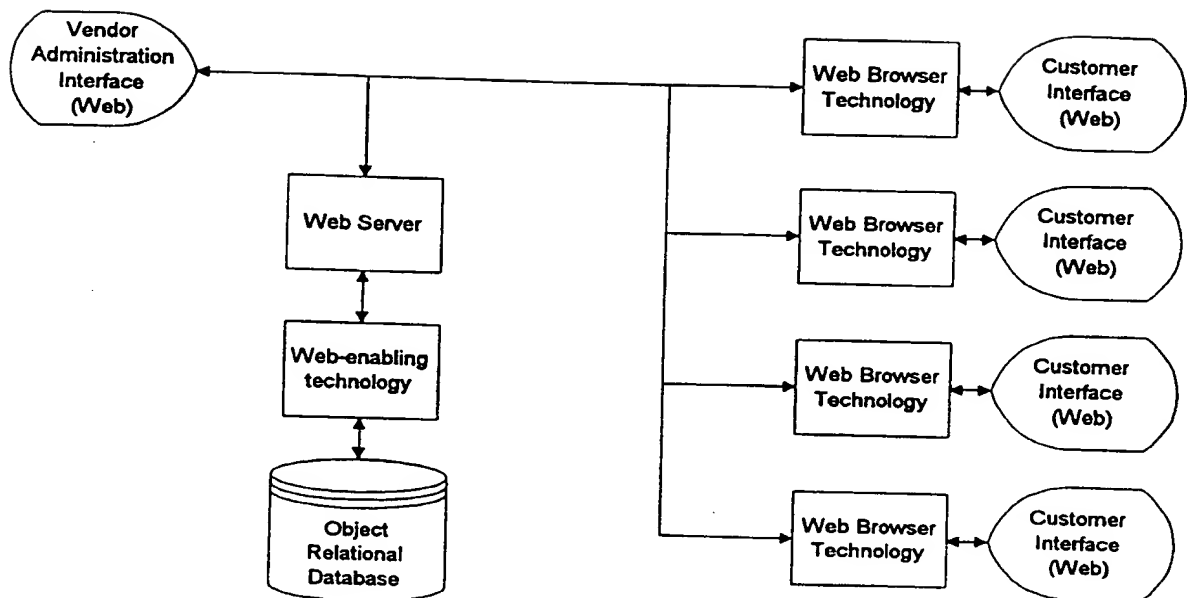 Vendor
Administration
Interface
(Web)
Web Browser
Technology
Customer
Interface
(Web)
Web Server
Web Browser
Technology
Customer
Interface
(Web)
Web-enabling
technology
Web Browser
Technology
Customer
Interface
(Web)
Object
Relational
Database
Web Browser
Technology
Customer
Interface
(Web)